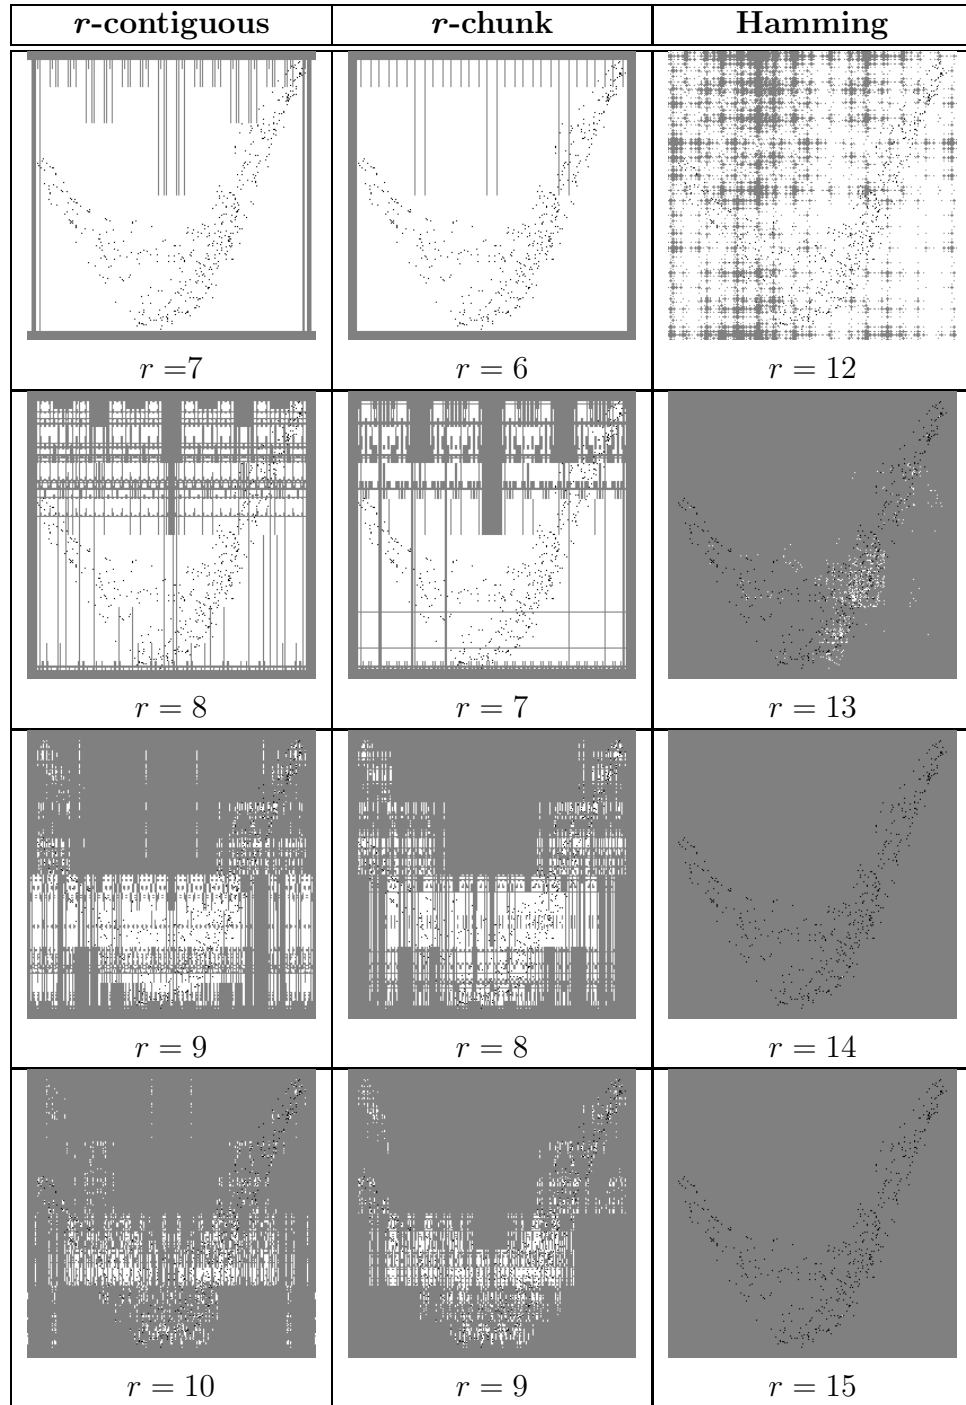 r-contiguous r-chunk Hamming
r =7 r = 6 r = 12
r = 8 r = 7 r = 13
r = 9 r = 8 r = 14
r = 10 r = 9 r = 15